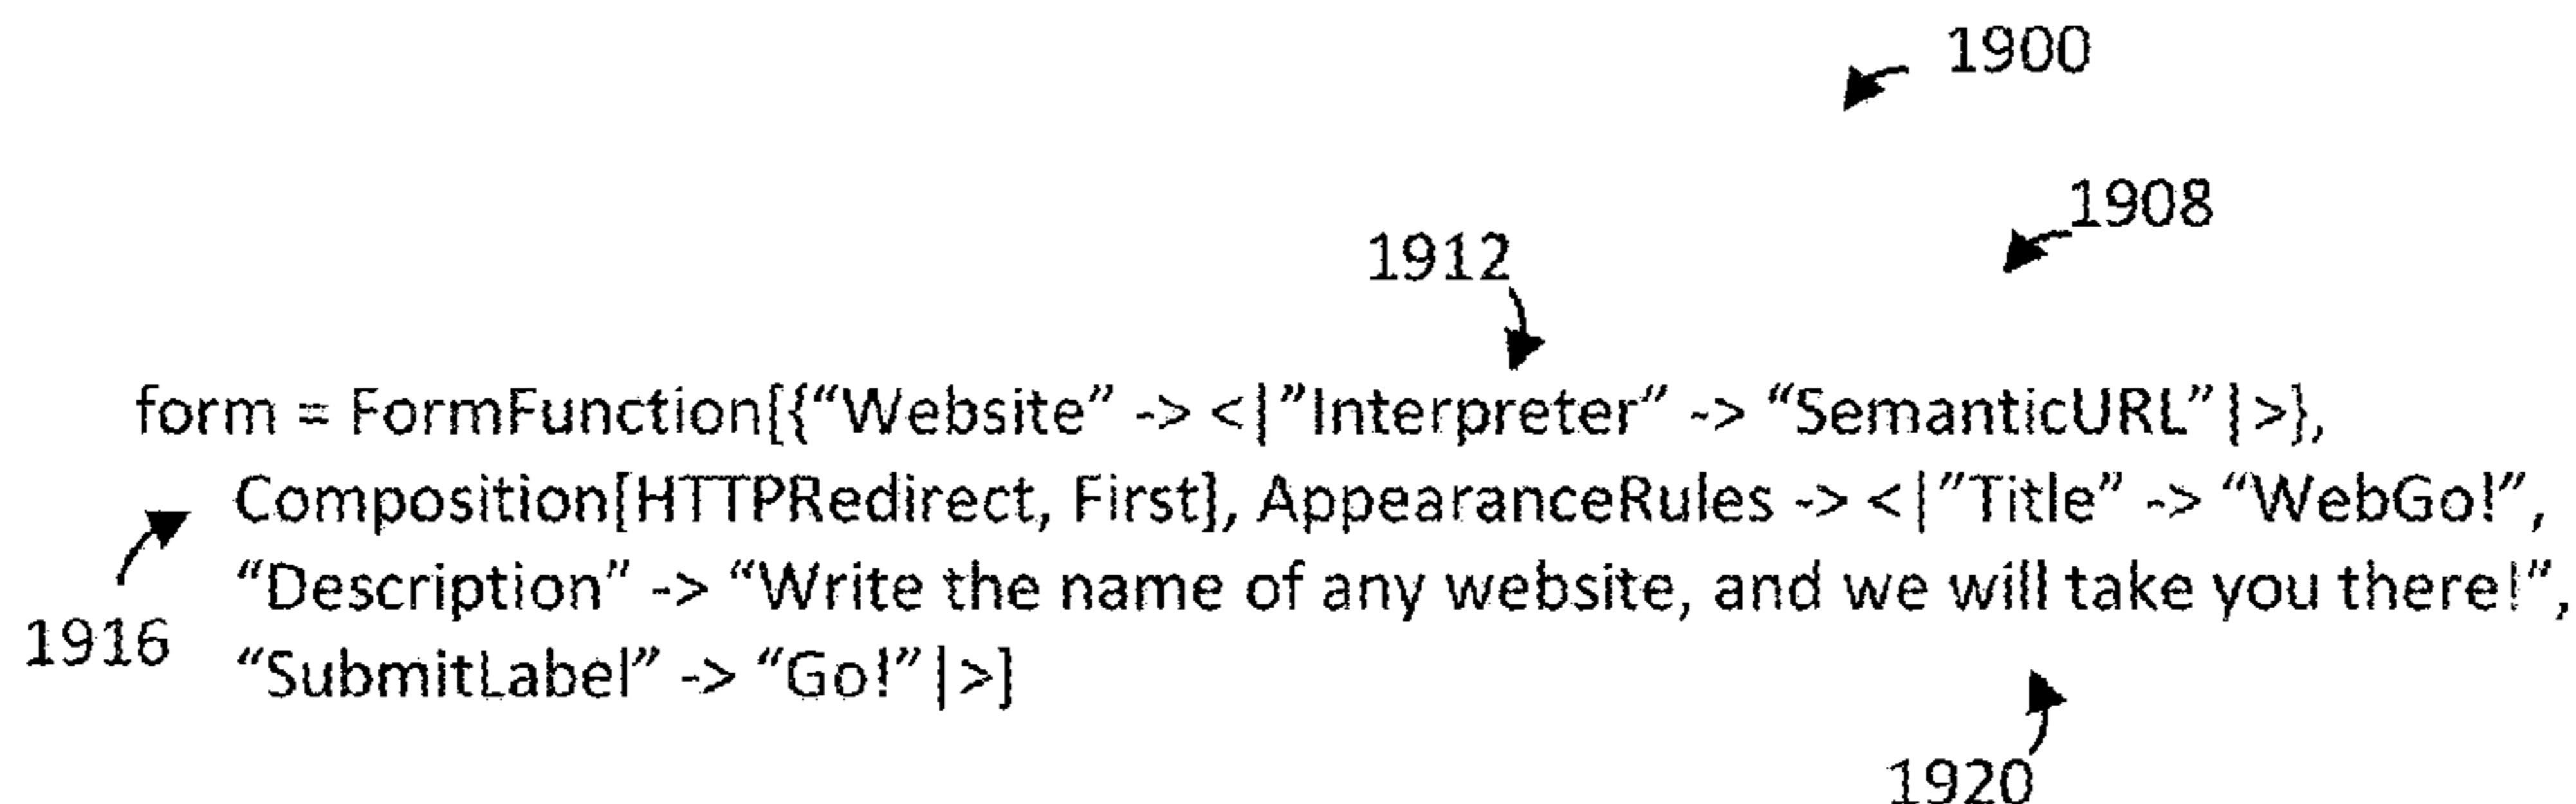 1900
1908
1912
form = FormFunction[{“Website” -> <|”Interpreter” -> “SemanticURL”|>},
Composition[HTTPRedirect, First], AppearanceRules -> <|”Title” -> “WebGo!”,
“Description” -> “Write the name of any website, and we will take you there!“,
1916
“SubmitLabel” -> “Go!”|>]
1920